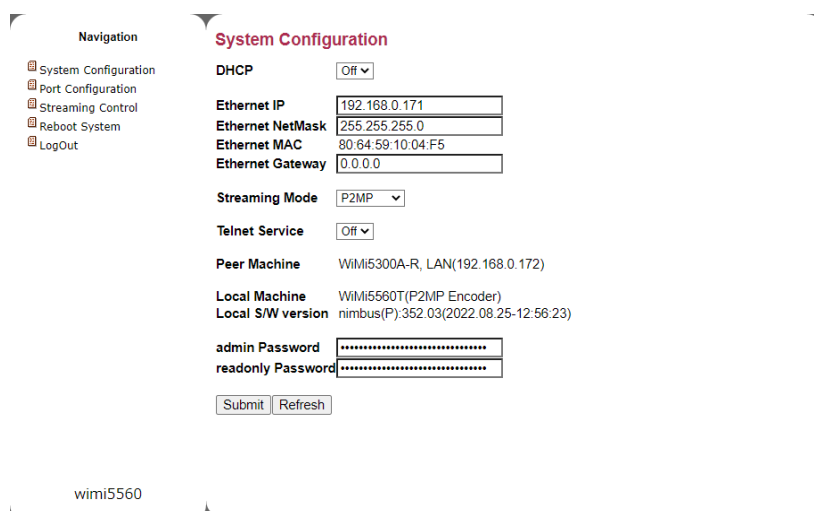 Navigation
System Configuration
Port Configuration
Streaming Control
Reboot System
LogOut
wimi5560
System Configuration
DHCP Off
Ethernet IP 192.168.0.171
Ethernet NetMask 255.255.255.0
Ethernet MAC 80:64:59:10:04:F5
Ethernet Gateway 0.0.0.0
Streaming Mode P2MP
Telnet Service Off
Peer Machine WiMi5300A-R, LAN(192.168.0.172)
Local Machine WiMi5560T(P2MP Encoder)
Local S/W version nimbus(P):352.03(2022.08.25-12:56:23)
admin Password ••••••••••••••••••••••••••••••••
readonly Password ••••••••••••••••••••••••••••••••
Submit Refresh